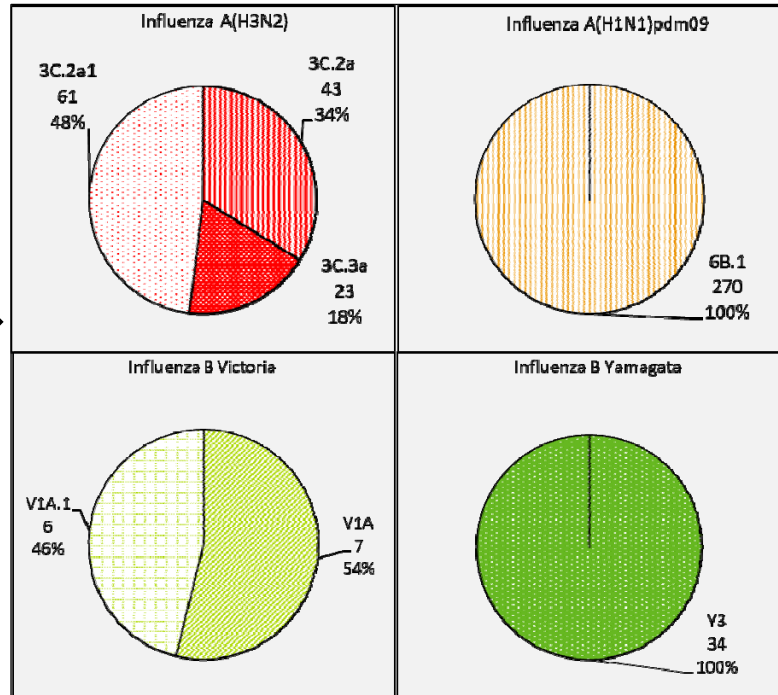 Influenza A(H3N2)
3C.2a1
61
48%
3C.2a
43
34%
3C.3a
23
18%
Influenza A(H1N1)pdm09
6B.1
270
100%
Influenza B Victoria
V1A.1
6
46%
V1A
7
54%
Influenza B Yamagata
Y3
34
100%